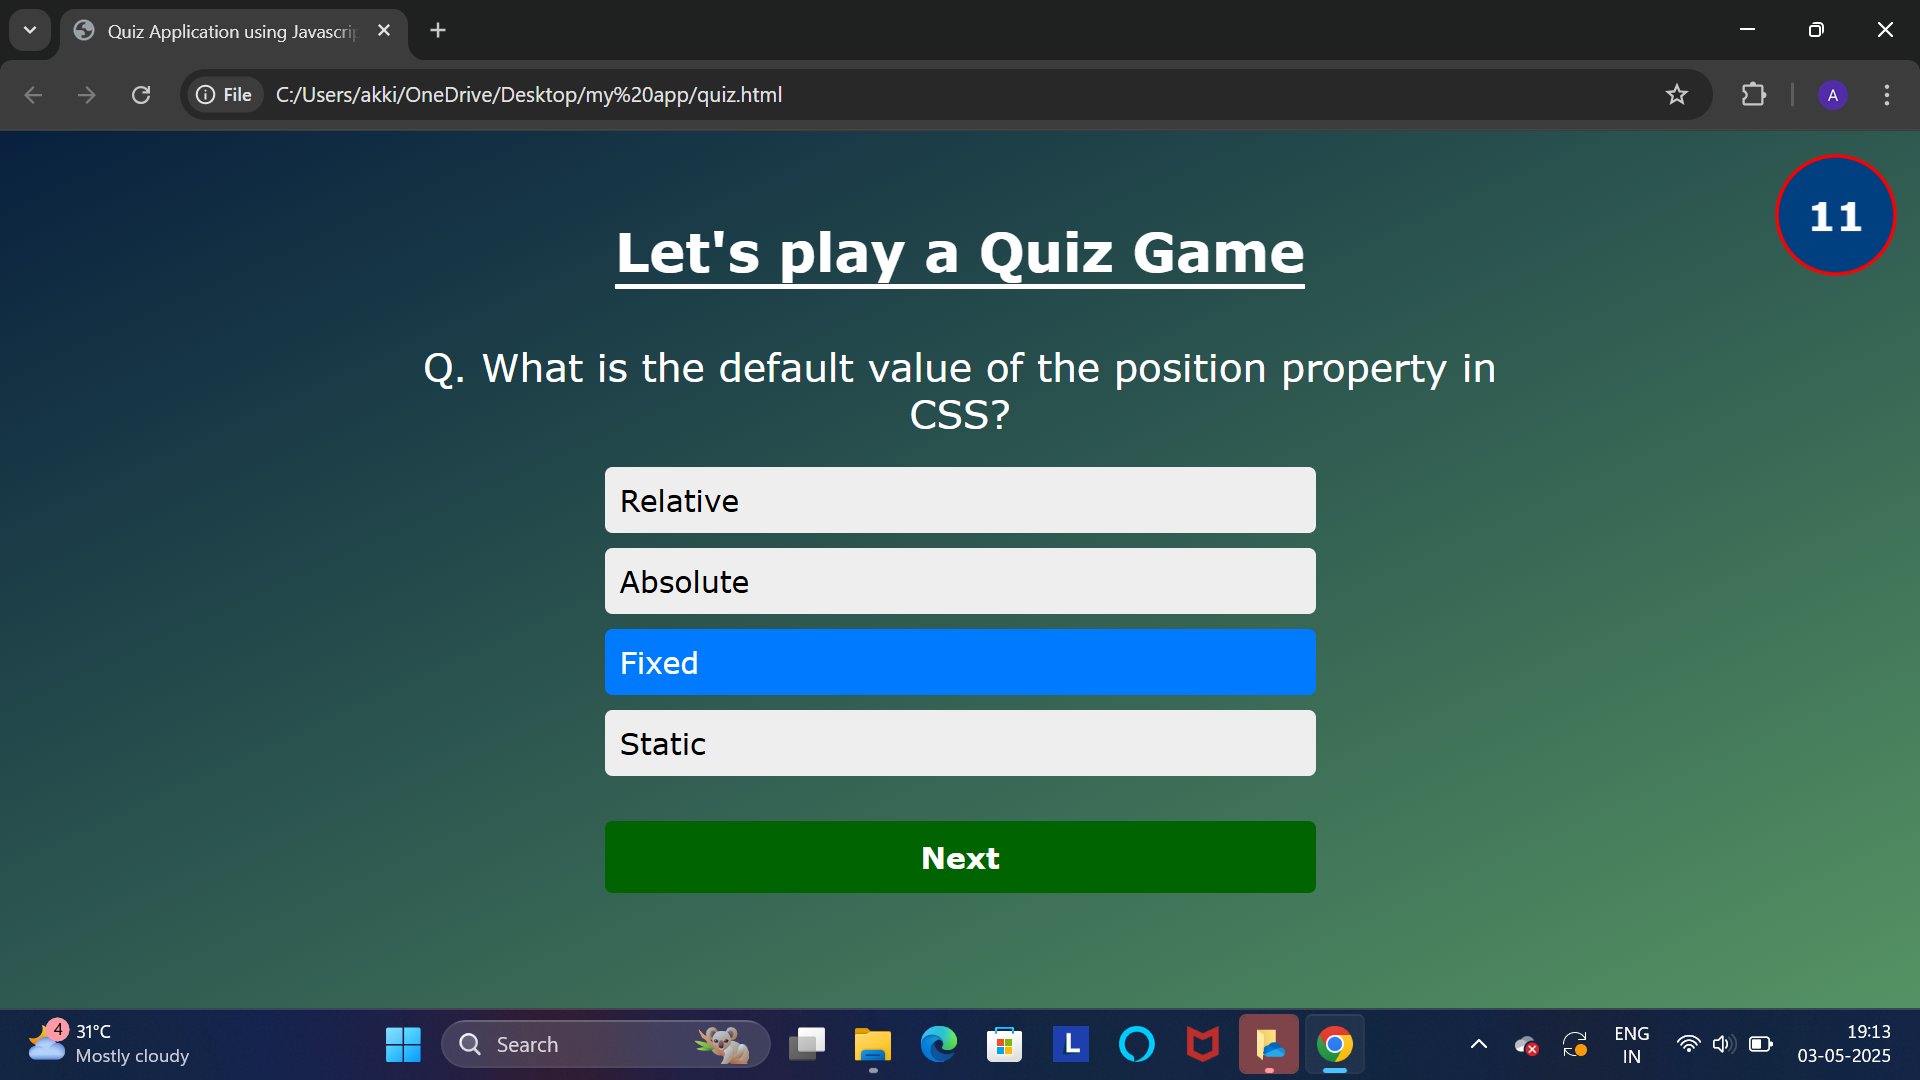 Quiz Application using Javascrip
File
C:/Users/akki/OneDrive/Desktop/my%20app/quiz.html
A
11
Let's play a Quiz Game
Q. What is the default value of the position property in
CSS?
Relative
Absolute
Fixed
Static
Next
4
31°C
Mostly cloudy
Search
L
ENG
IN
19:13
03-05-2025